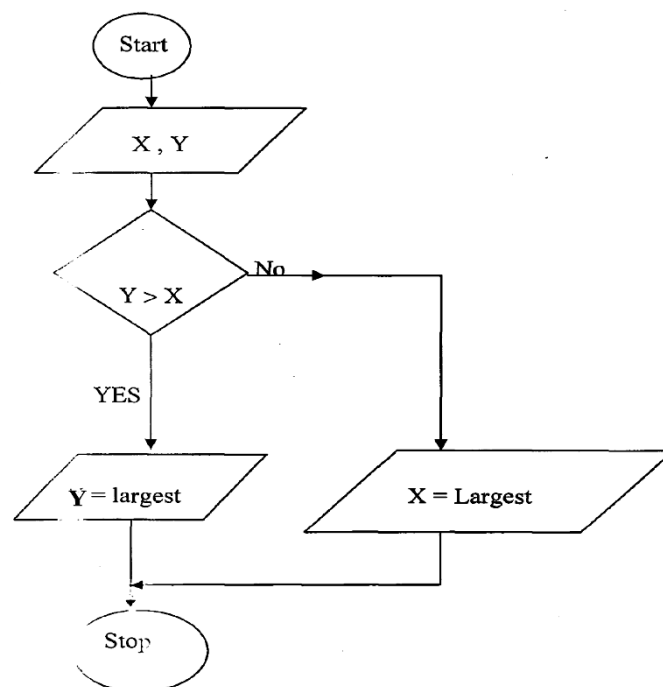 Start
X , Y
Y > X
No
YES
Y = largest
X = Largest
Stop